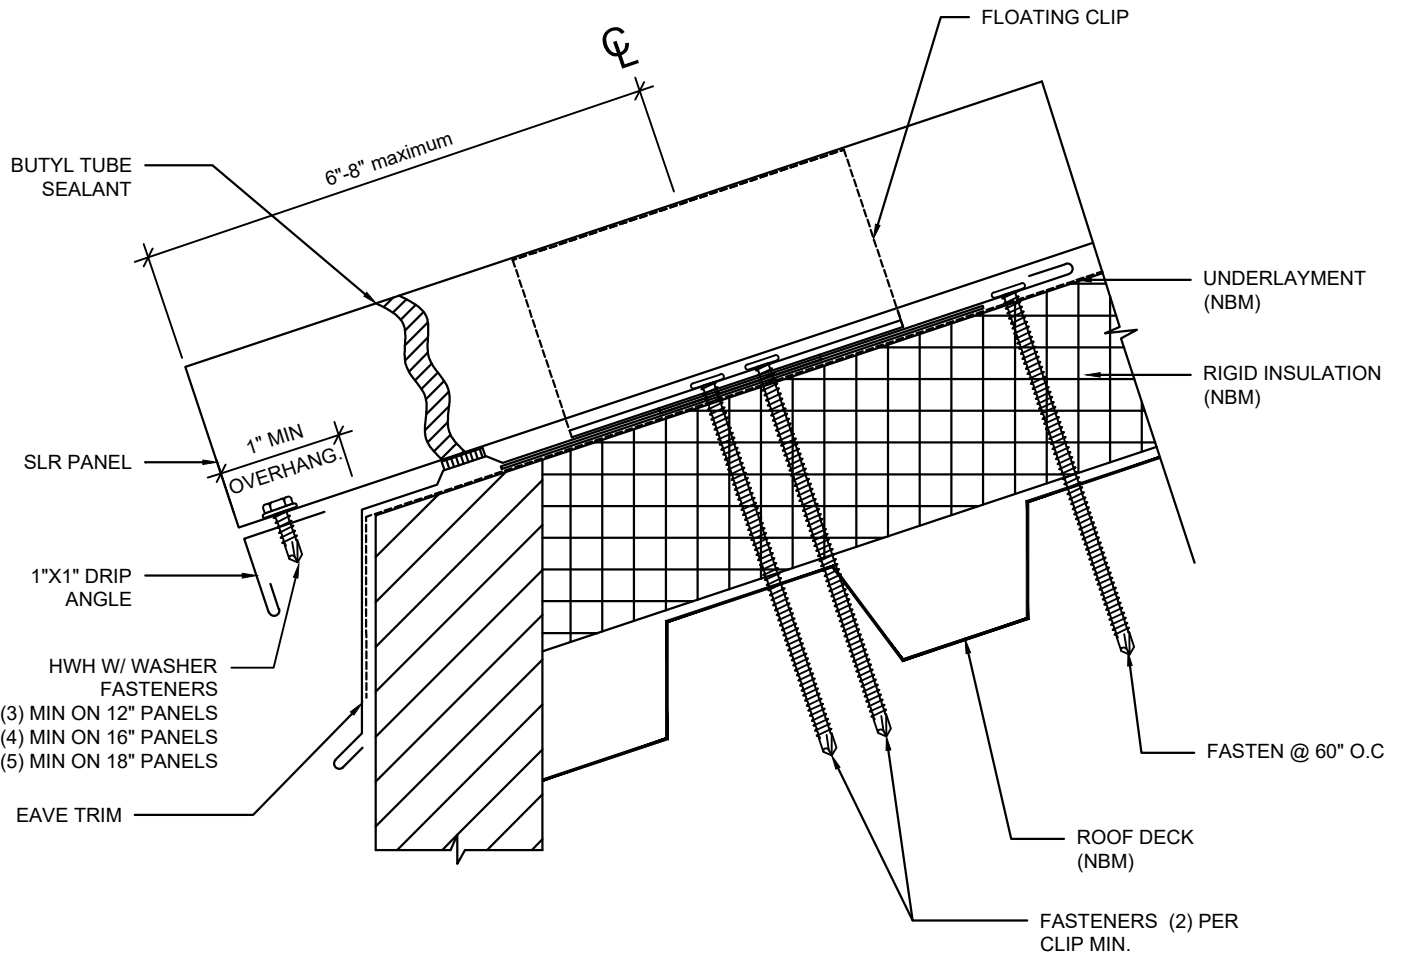 FLOATING CLIP
℄
6"-8" maximum
BUTYL TUBE
SEALANT
UNDERLAYMENT
(NBM)
RIGID INSULATION
(NBM)
1" MIN
OVERHANG.
SLR PANEL
1"X1" DRIP
ANGLE
HWH W/ WASHER
FASTENERS
(3) MIN ON 12" PANELS
(4) MIN ON 16" PANELS
(5) MIN ON 18" PANELS
FASTEN @ 60" O.C
EAVE TRIM
ROOF DECK
(NBM)
FASTENERS (2) PER
CLIP MIN.